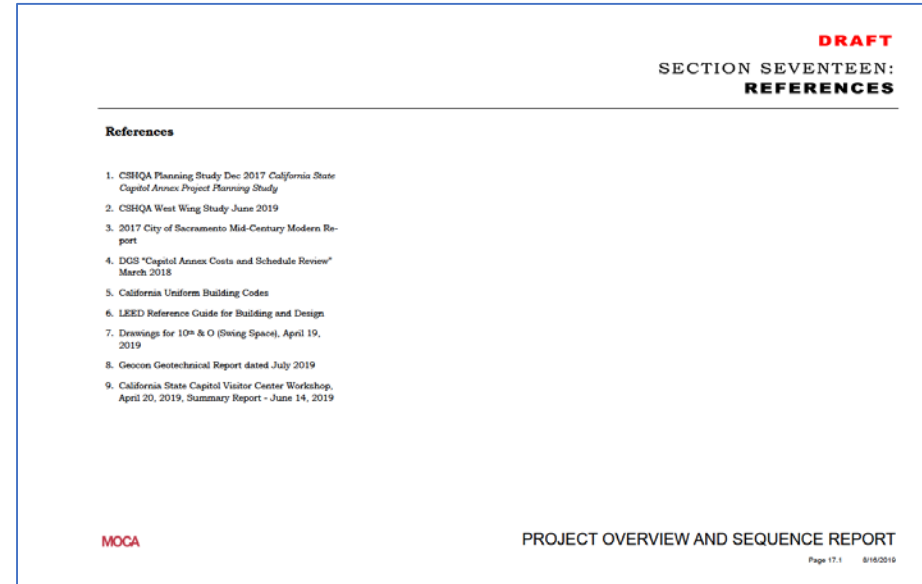 DRAFT
SECTION SEVENTEEN:
REFERENCES
References
1. CSHQA Planning Study Dec 2017 California State
Capitol Annex Project Planning Study
2. CSHQA West Wing Study June 2019
3. 2017 City of Sacramento Mid-Century Modern Re-
port
4. DGS "Capitol Annex Costs and Schedule Review"
March 2018
5. California Uniform Building Codes
6. LEED Reference Guide for Building and Design
7. Drawings for 10th & O (Swing Space), April 19,
2019
8. Geocon Geotechnical Report dated July 2019
9. California State Capitol Visitor Center Workshop,
April 20, 2019, Summary Report - June 14, 2019
MOCA
PROJECT OVERVIEW AND SEQUENCE REPORT
Page 17.1 8/16/2019